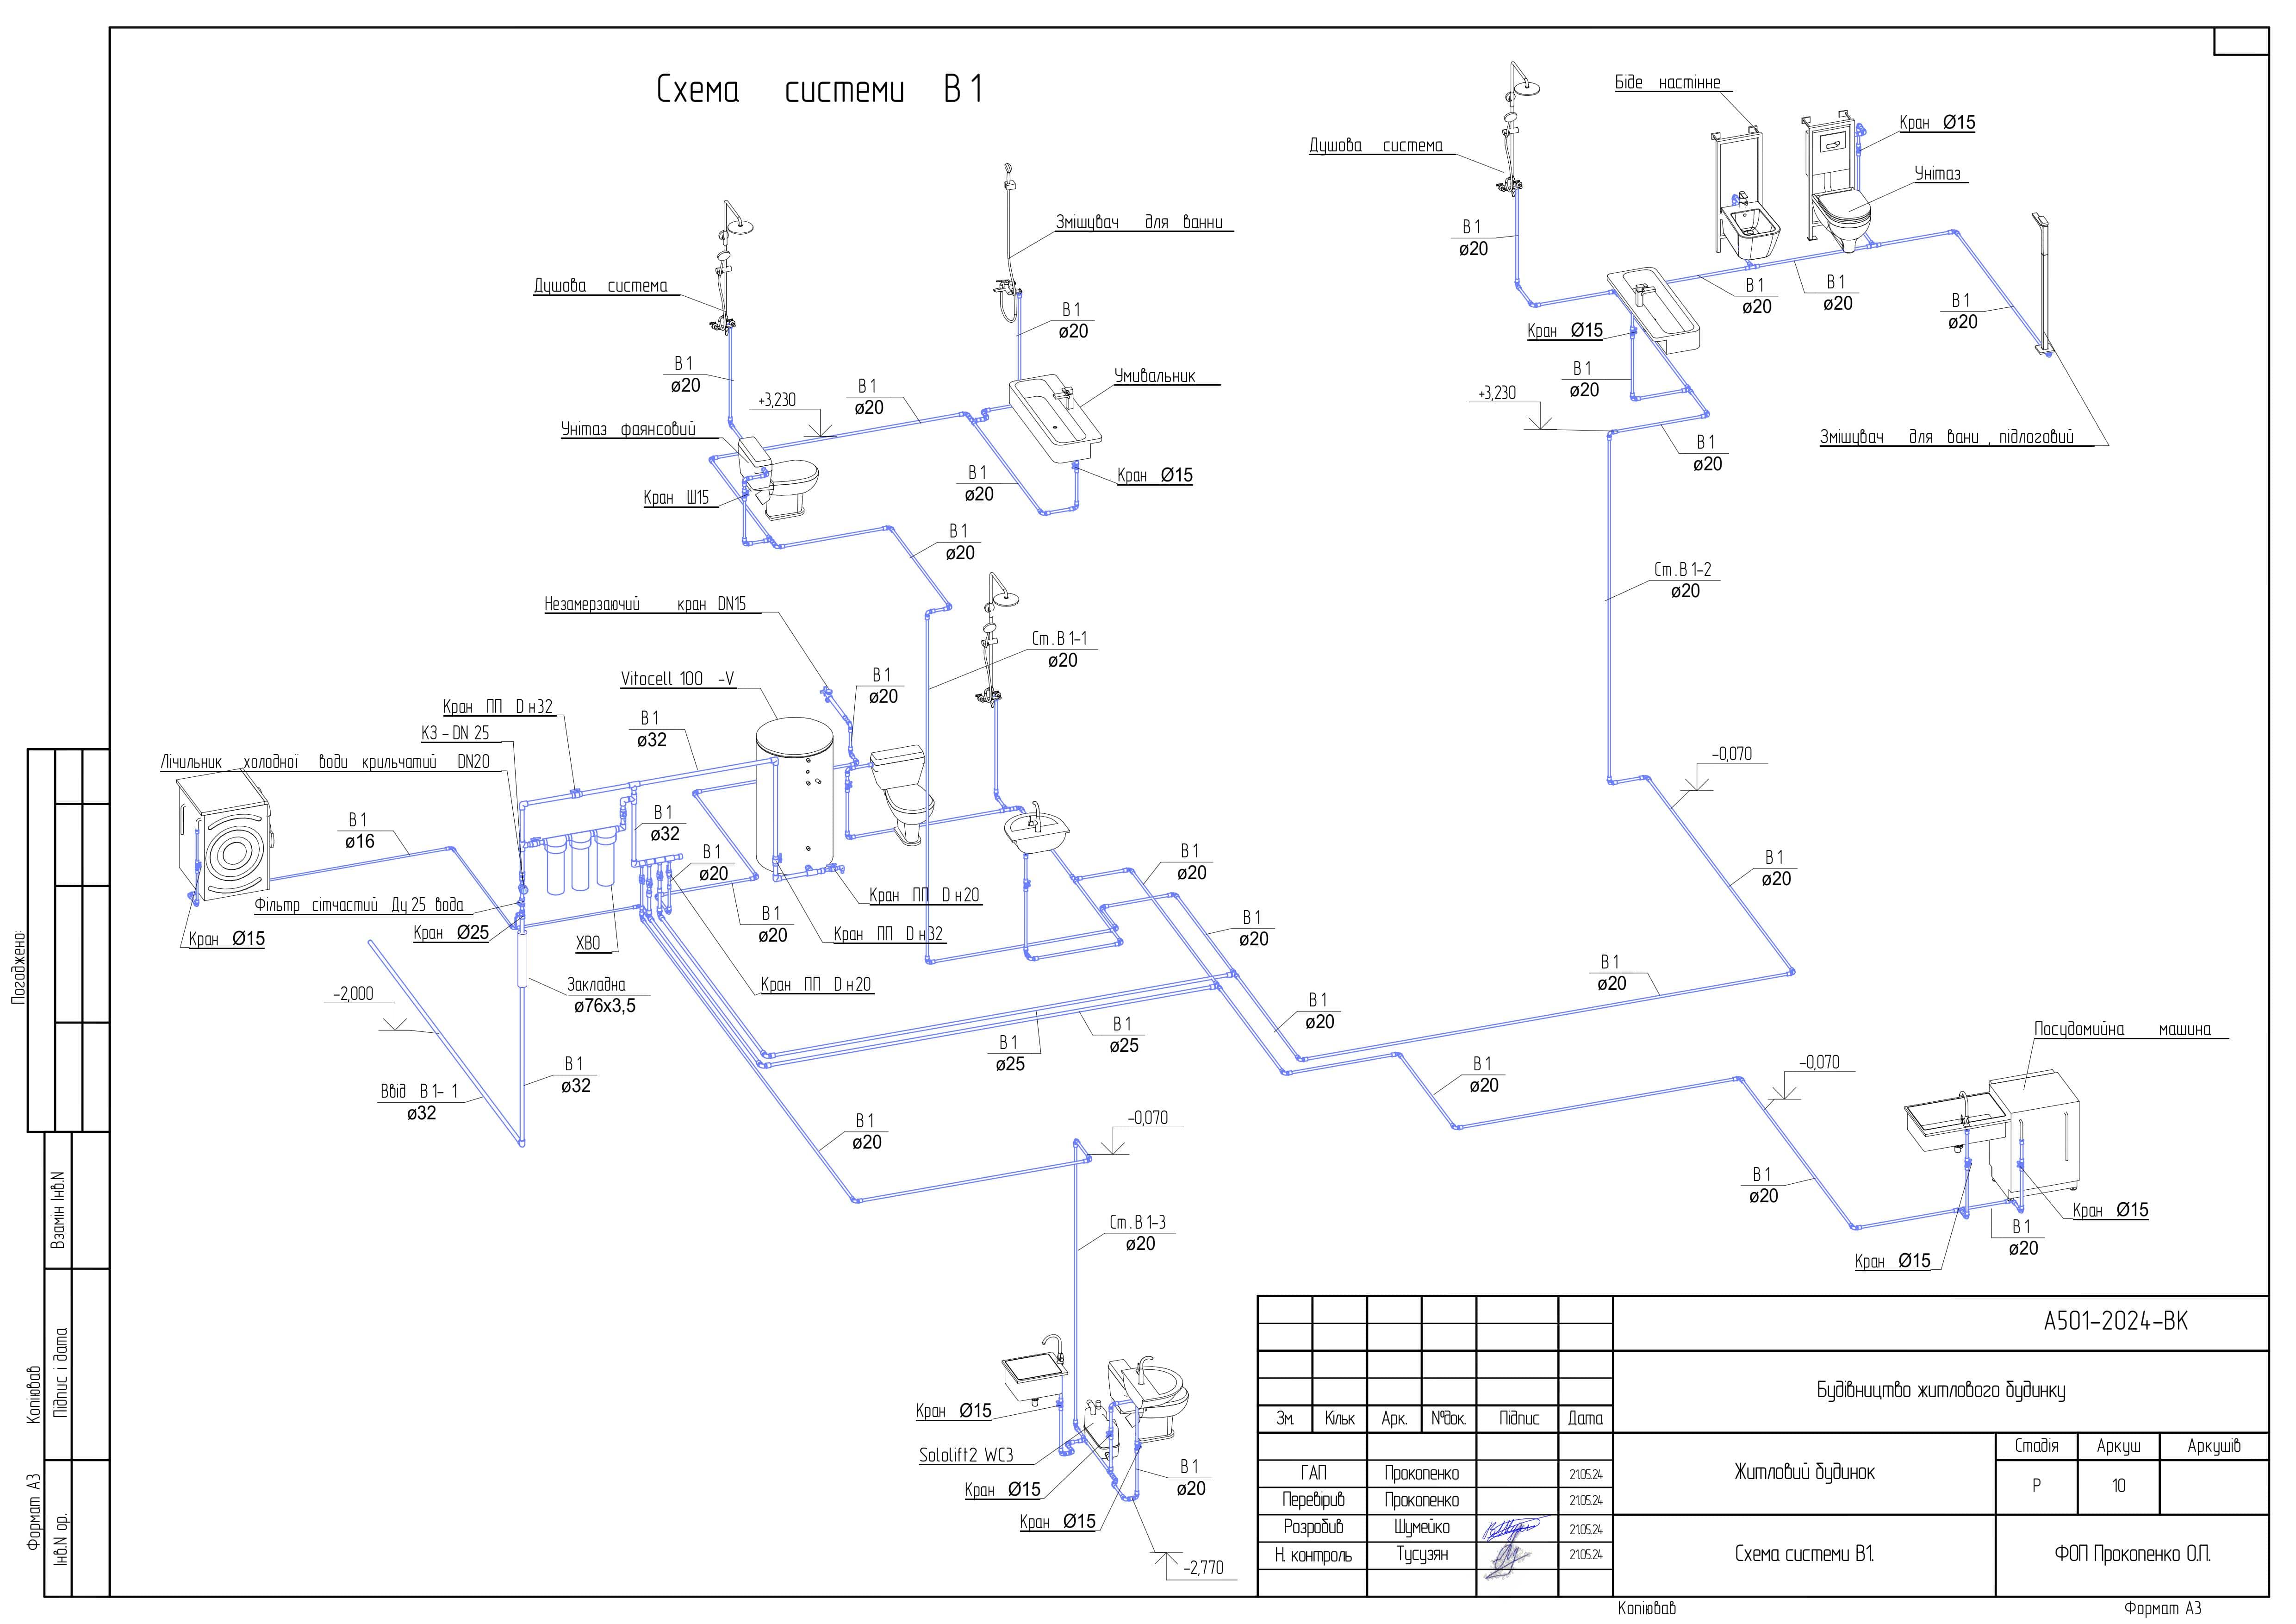 Схема системи В1
Біде настінне
Кран Ø15
Душова система
Унітаз
В1
ø20
Змішувач для ванни
Душова система
В1
ø20
В1
ø20
В1
ø20
В1
ø20
В1
ø20
Кран Ø15
В1
ø20
Умивальник
В1
ø20
+3,230
В1
ø20
+3,230
Унітаз фаянсовий
В1
ø20
Змішувач для вани , підлоговий
В1
ø20
Кран Ø15
Кран Ш15
В1
ø20
Ст.В1-2
ø20
Незамерзаючий кран DN15
Ст.В1-1
ø20
Vitocell 100 -V
В1
ø20
Кран ПП Dн32
В1
ø32
КЗ - DN 25
Лічильник холодної води крильчатий DN20
-0,070
В1
ø16
В1
ø32
В1
ø20
В1
ø20
В1
ø20
Кран ПП Dн20
Фільтр сітчастий Ду25 вода
В1
ø20
В1
ø20
Кран Ø15
Кран Ø25
ХВО
Кран ПП Dн32
Закладна
ø76х3,5
Кран ПП Dн20
В1
ø20
-2,000
В1
ø20
В1
ø25
В1
ø25
Посудомийна машина
В1
ø32
Ввід В1- 1
ø32
В1
ø20
-0,070
В1
ø20
-0,070
В1
ø20
Ст.В1-3
ø20
Кран Ø15
В1
ø20
Кран Ø15
Кран Ø15
Sololift2 WC3
Кран Ø15
В1
ø20
Кран Ø15
-2,770
А501-2024-ВК
Будівництво житлового будинку
Зм. Кільк Арк. №док. Підпис Дата
Житловий будинок
Стадія Аркуш Аркушів
Р 10
ГАП Прокопенко 21.05.24
Перевірив Прокопенко 21.05.24
Розробив Шумейко 21.05.24
Н. контроль Тусузян 21.05.24
Схема системи В1.
ФОП Прокопенко О.П.
Копіював Формат А3
Погоджено:
Взамін Інв.N
Підпис і дата
Інв.N ор.
Копіював
Формат А3